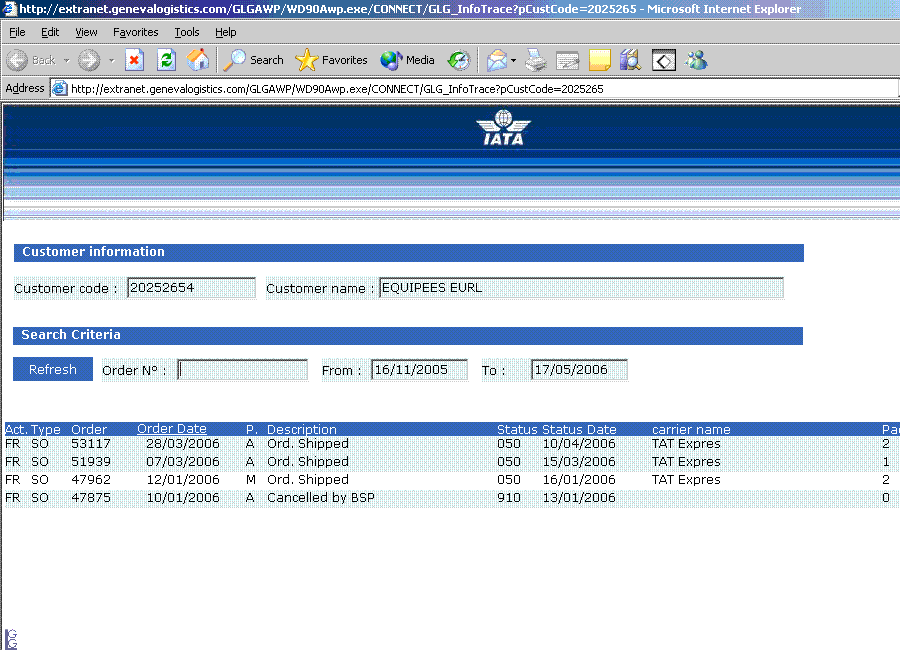 http://extranet.genevalogistics.com/GLGAWP/WD90Awp.exe/CONNECT/GLG_InfoTrace?pCustCode=2025265 - Microsoft Internet Explorer
File Edit View Favorites Tools Help
Back Search Favorites Media
Address http://extranet.genevalogistics.com/GLGAWP/WD90Awp.exe/CONNECT/GLG_InfoTrace?pCustCode=2025265
IATA
Customer information
Customer code : 20252654 Customer name : EQUIPEES EURL
Search Criteria
Refresh Order Nº : From : 16/11/2005 To : 17/05/2006
Act. Type Order Order Date P. Description Status Status Date carrier name Pa
FR SO 53117 28/03/2006 A Ord. Shipped 050 10/04/2006 TAT Expres 2
FR SO 51939 07/03/2006 A Ord. Shipped 050 15/03/2006 TAT Expres 1
FR SO 47962 12/01/2006 M Ord. Shipped 050 16/01/2006 TAT Expres 2
FR SO 47875 10/01/2006 A Cancelled by BSP 910 13/01/2006 0
G
G